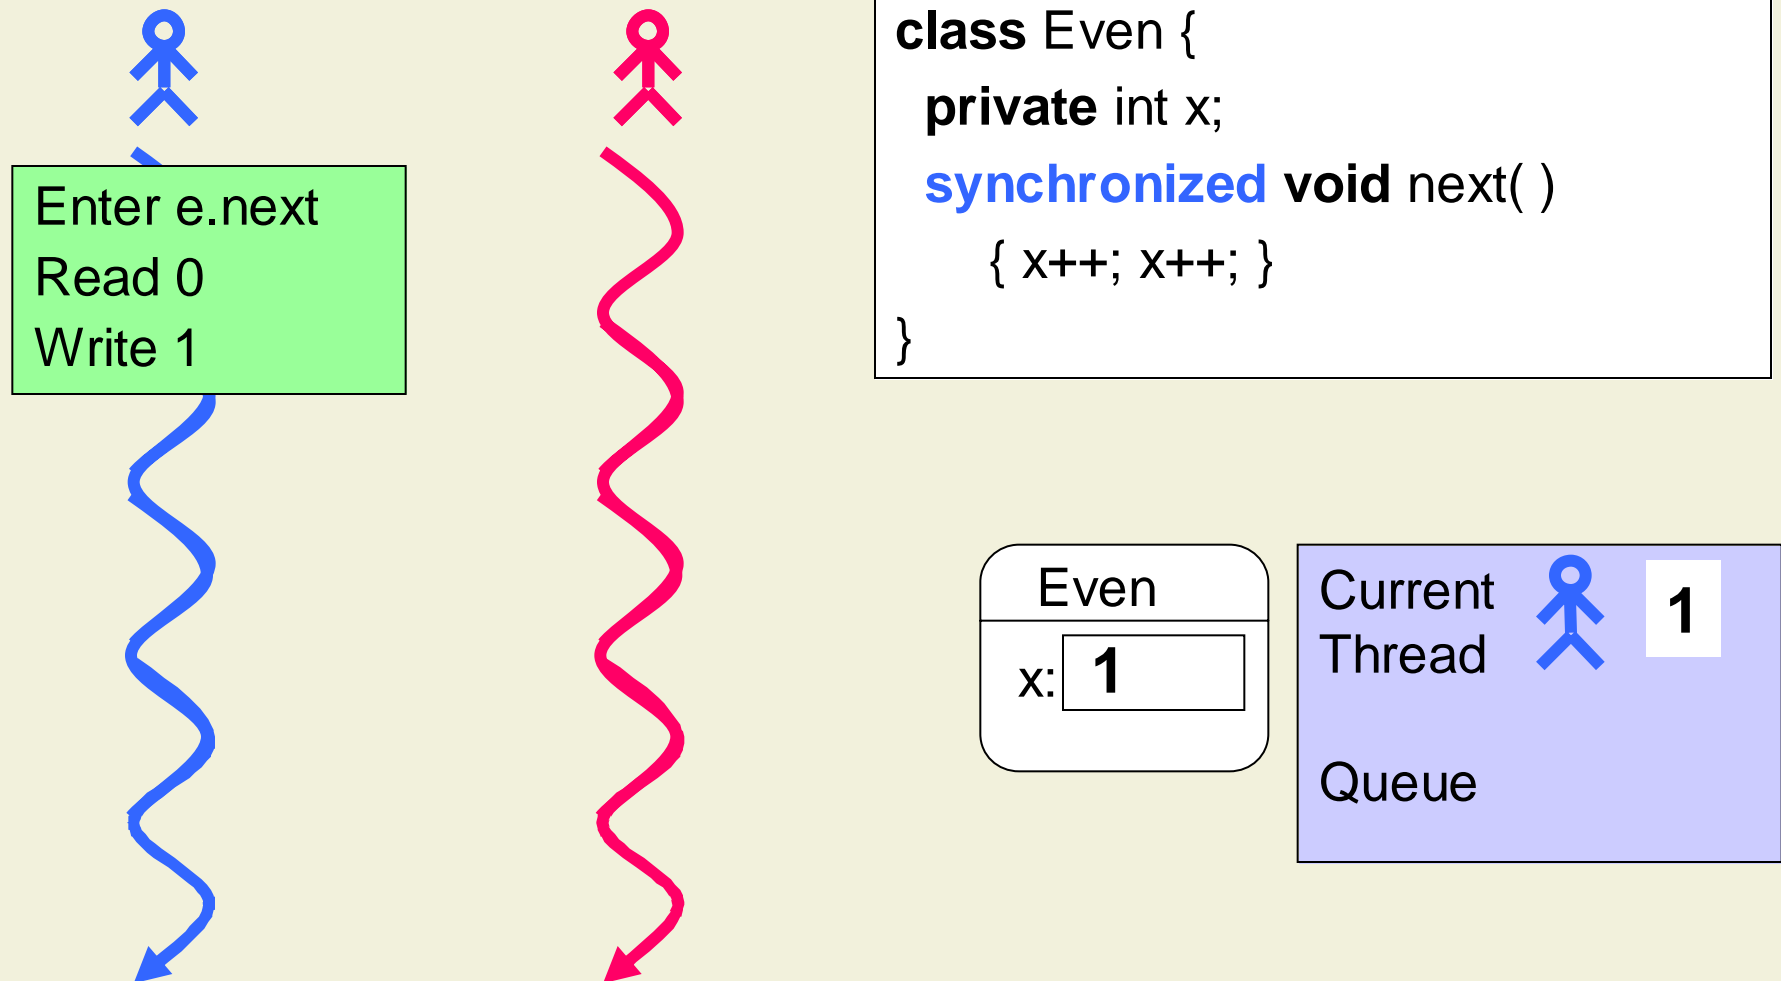 class Even {
private int x;
synchronized void next( )
{ x++; x++; }
}
Enter e.next
Read 0
Write 1
Even
x: 1
Current
Thread
1
Queue